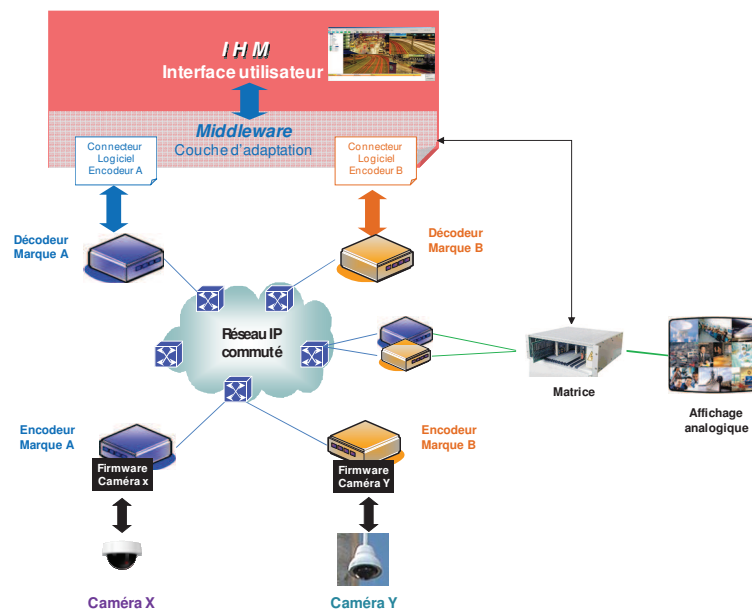 IHM
Interface utilisateur
Middleware
Couche d'adaptation
Connecteur
Logiciel
Encodeur A
Connecteur
Logiciel
Encodeur B
Décodeur
Marque A
Décodeur
Marque B
Réseau IP
commuté
Matrice
Affichage
analogique
Encodeur
Marque A
Encodeur
Marque B
Firmware
Caméra x
Firmware
Caméra Y
Caméra X
Caméra Y